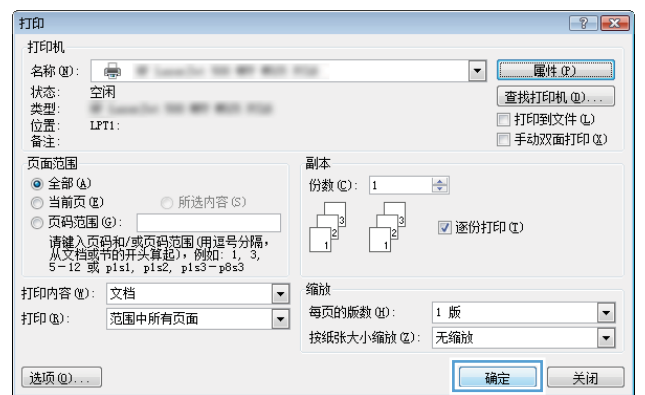 打印
打印机
名称(N):
属性(P)
状态: 空闲
查找打印机(D)...
类型:
位置: LPT1:
打印到文件(L)
备注:
手动双面打印(X)
页面范围
全部(A)
当前页(E) 所选内容(S)
页码范围(G):
请键入页码和/或页码范围(用逗号分隔,
从文档或节的开头算起), 例如: 1, 3,
5-12 或 p1s1, p1s2, p1s3-p8s3
副本
份数(C): 1
逐份打印(T)
打印内容(W): 文档
打印(R): 范围中所有页面
缩放
每页的版数(H): 1 版
按纸张大小缩放(Z): 无缩放
选项(O)...
确定
关闭